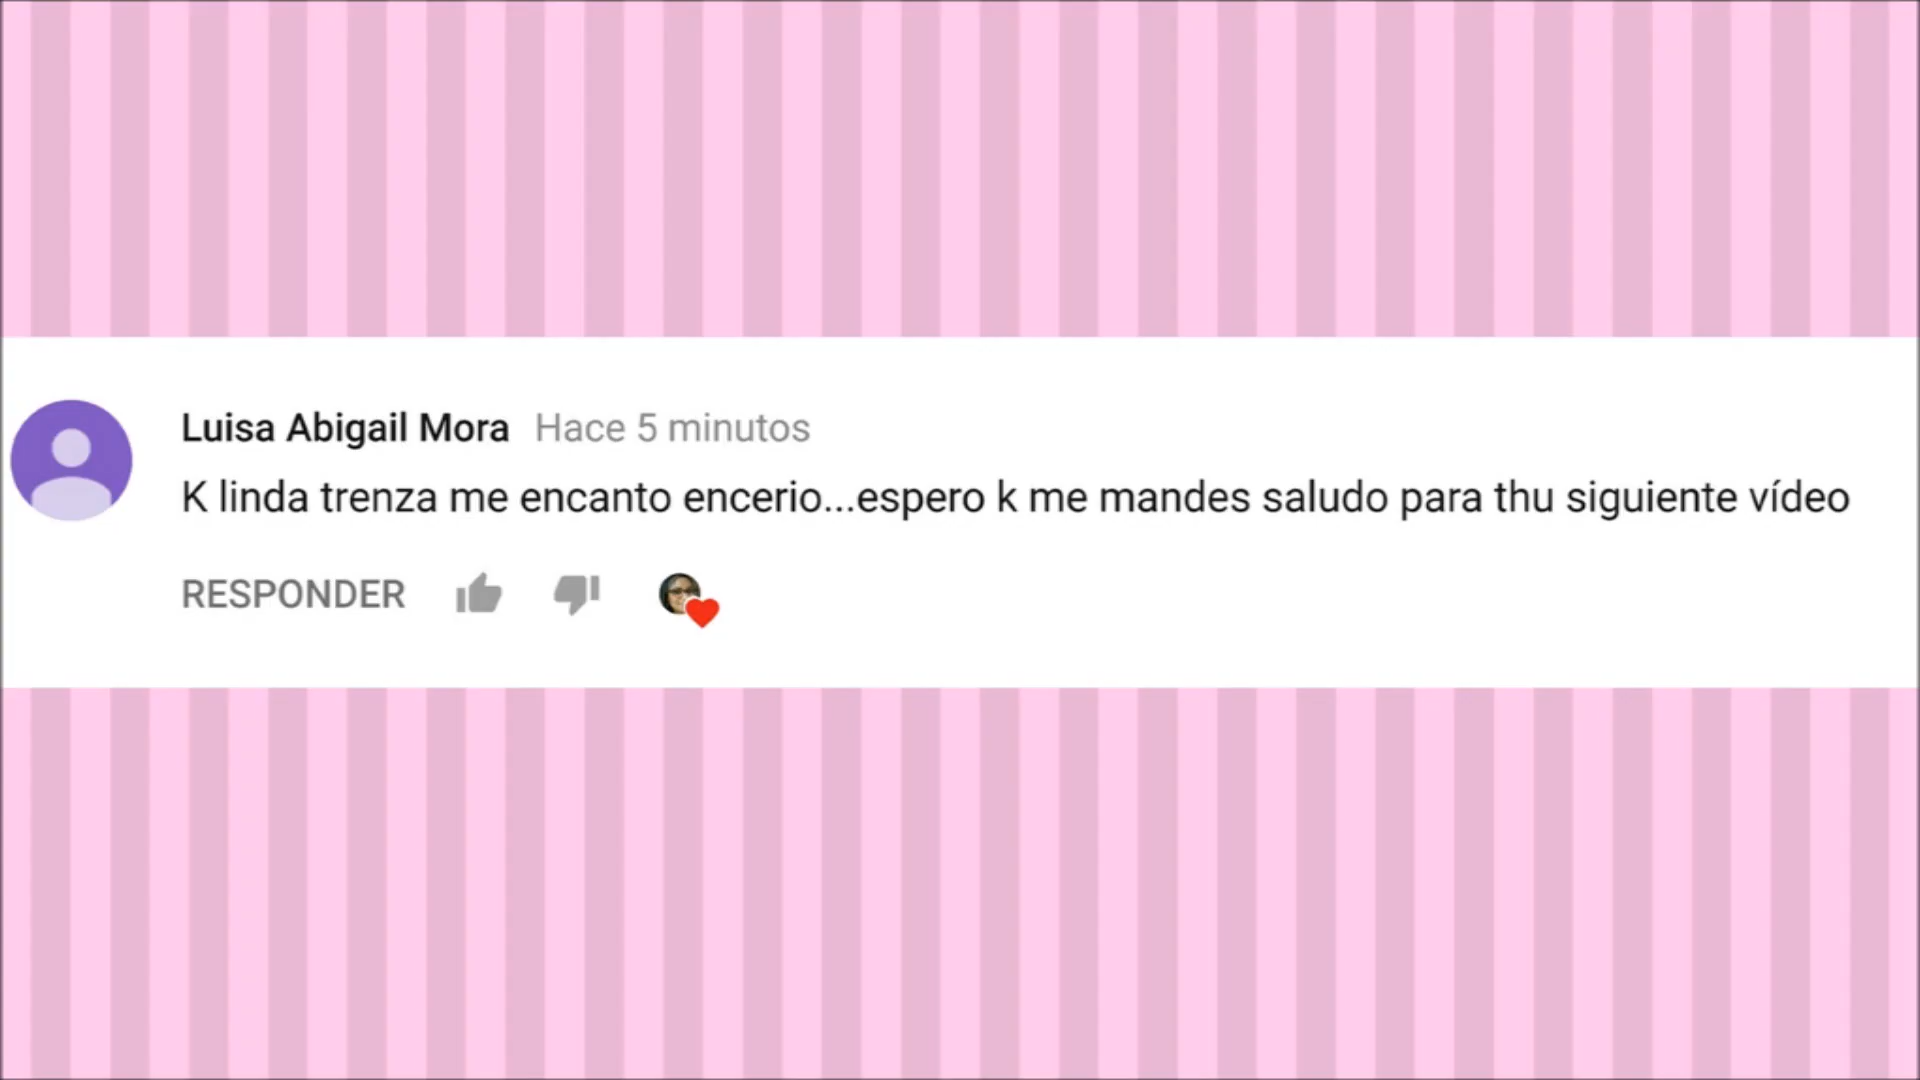 Luisa Abigail Mora Hace 5 minutos
K linda trenza me encanto encerio...espero k me mandes saludo para thu siguiente vídeo
RESPONDER